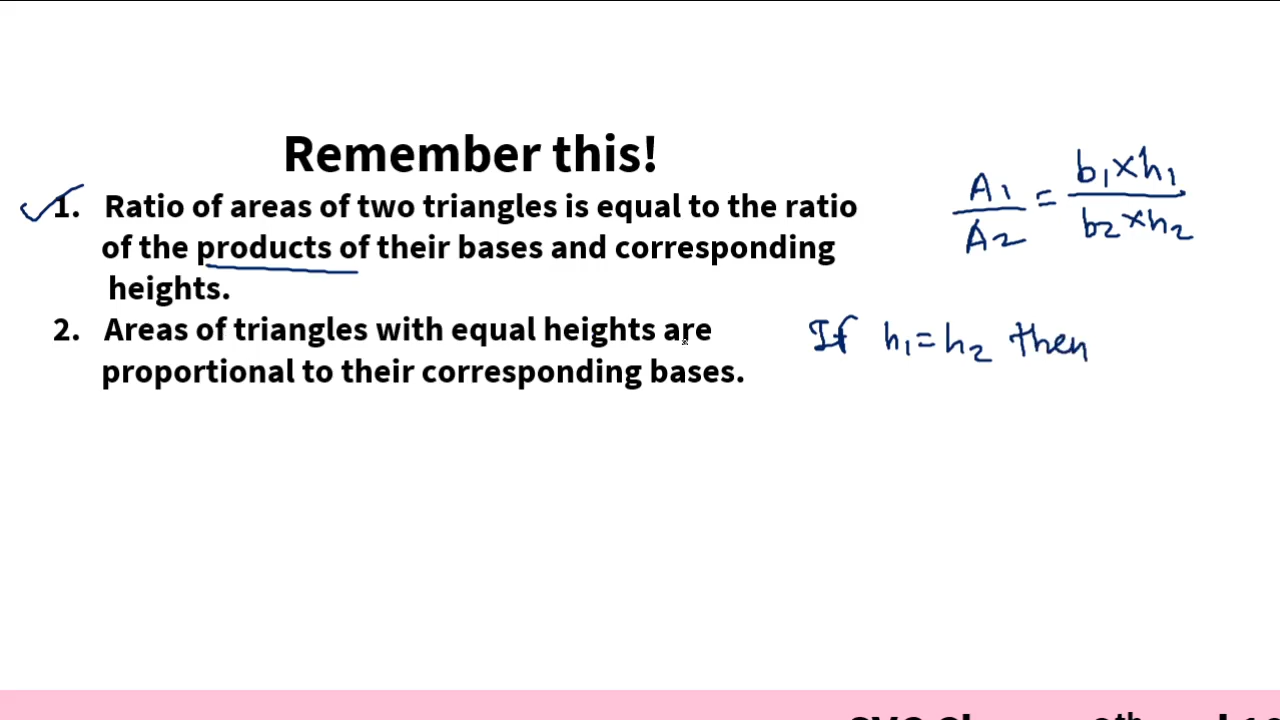 Remember this!
1. Ratio of areas of two triangles is equal to the ratio
of the products of their bases and corresponding
heights.
A1/A2 = b1×h1/b2×h2
2. Areas of triangles with equal heights are
proportional to their corresponding bases.
If h1=h2 then